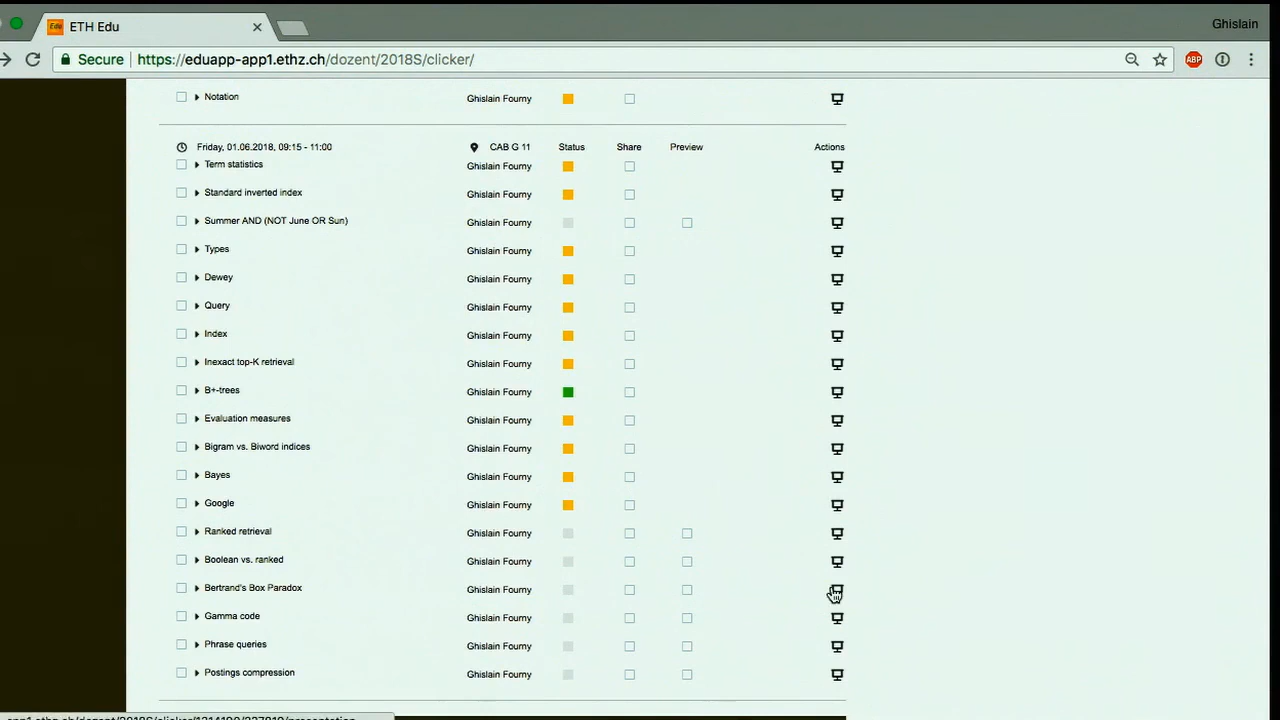 ETH Edu
Ghislain
Secure https://eduapp-app1.ethz.ch/dozent/2018S/clicker/
ABP
Notation Ghislain Fourny
Friday, 01.06.2018, 09:15 - 11:00 CAB G 11 Status Share Preview Actions
Term statistics Ghislain Fourny
Standard inverted index Ghislain Fourny
Summer AND (NOT June OR Sun) Ghislain Fourny
Types Ghislain Fourny
Dewey Ghislain Fourny
Query Ghislain Fourny
Index Ghislain Fourny
Inexact top-K retrieval Ghislain Fourny
B+-trees Ghislain Fourny
Evaluation measures Ghislain Fourny
Bigram vs. Biword indices Ghislain Fourny
Bayes Ghislain Fourny
Google Ghislain Fourny
Ranked retrieval Ghislain Fourny
Boolean vs. ranked Ghislain Fourny
Bertrand's Box Paradox Ghislain Fourny
Gamma code Ghislain Fourny
Phrase queries Ghislain Fourny
Postings compression Ghislain Fourny